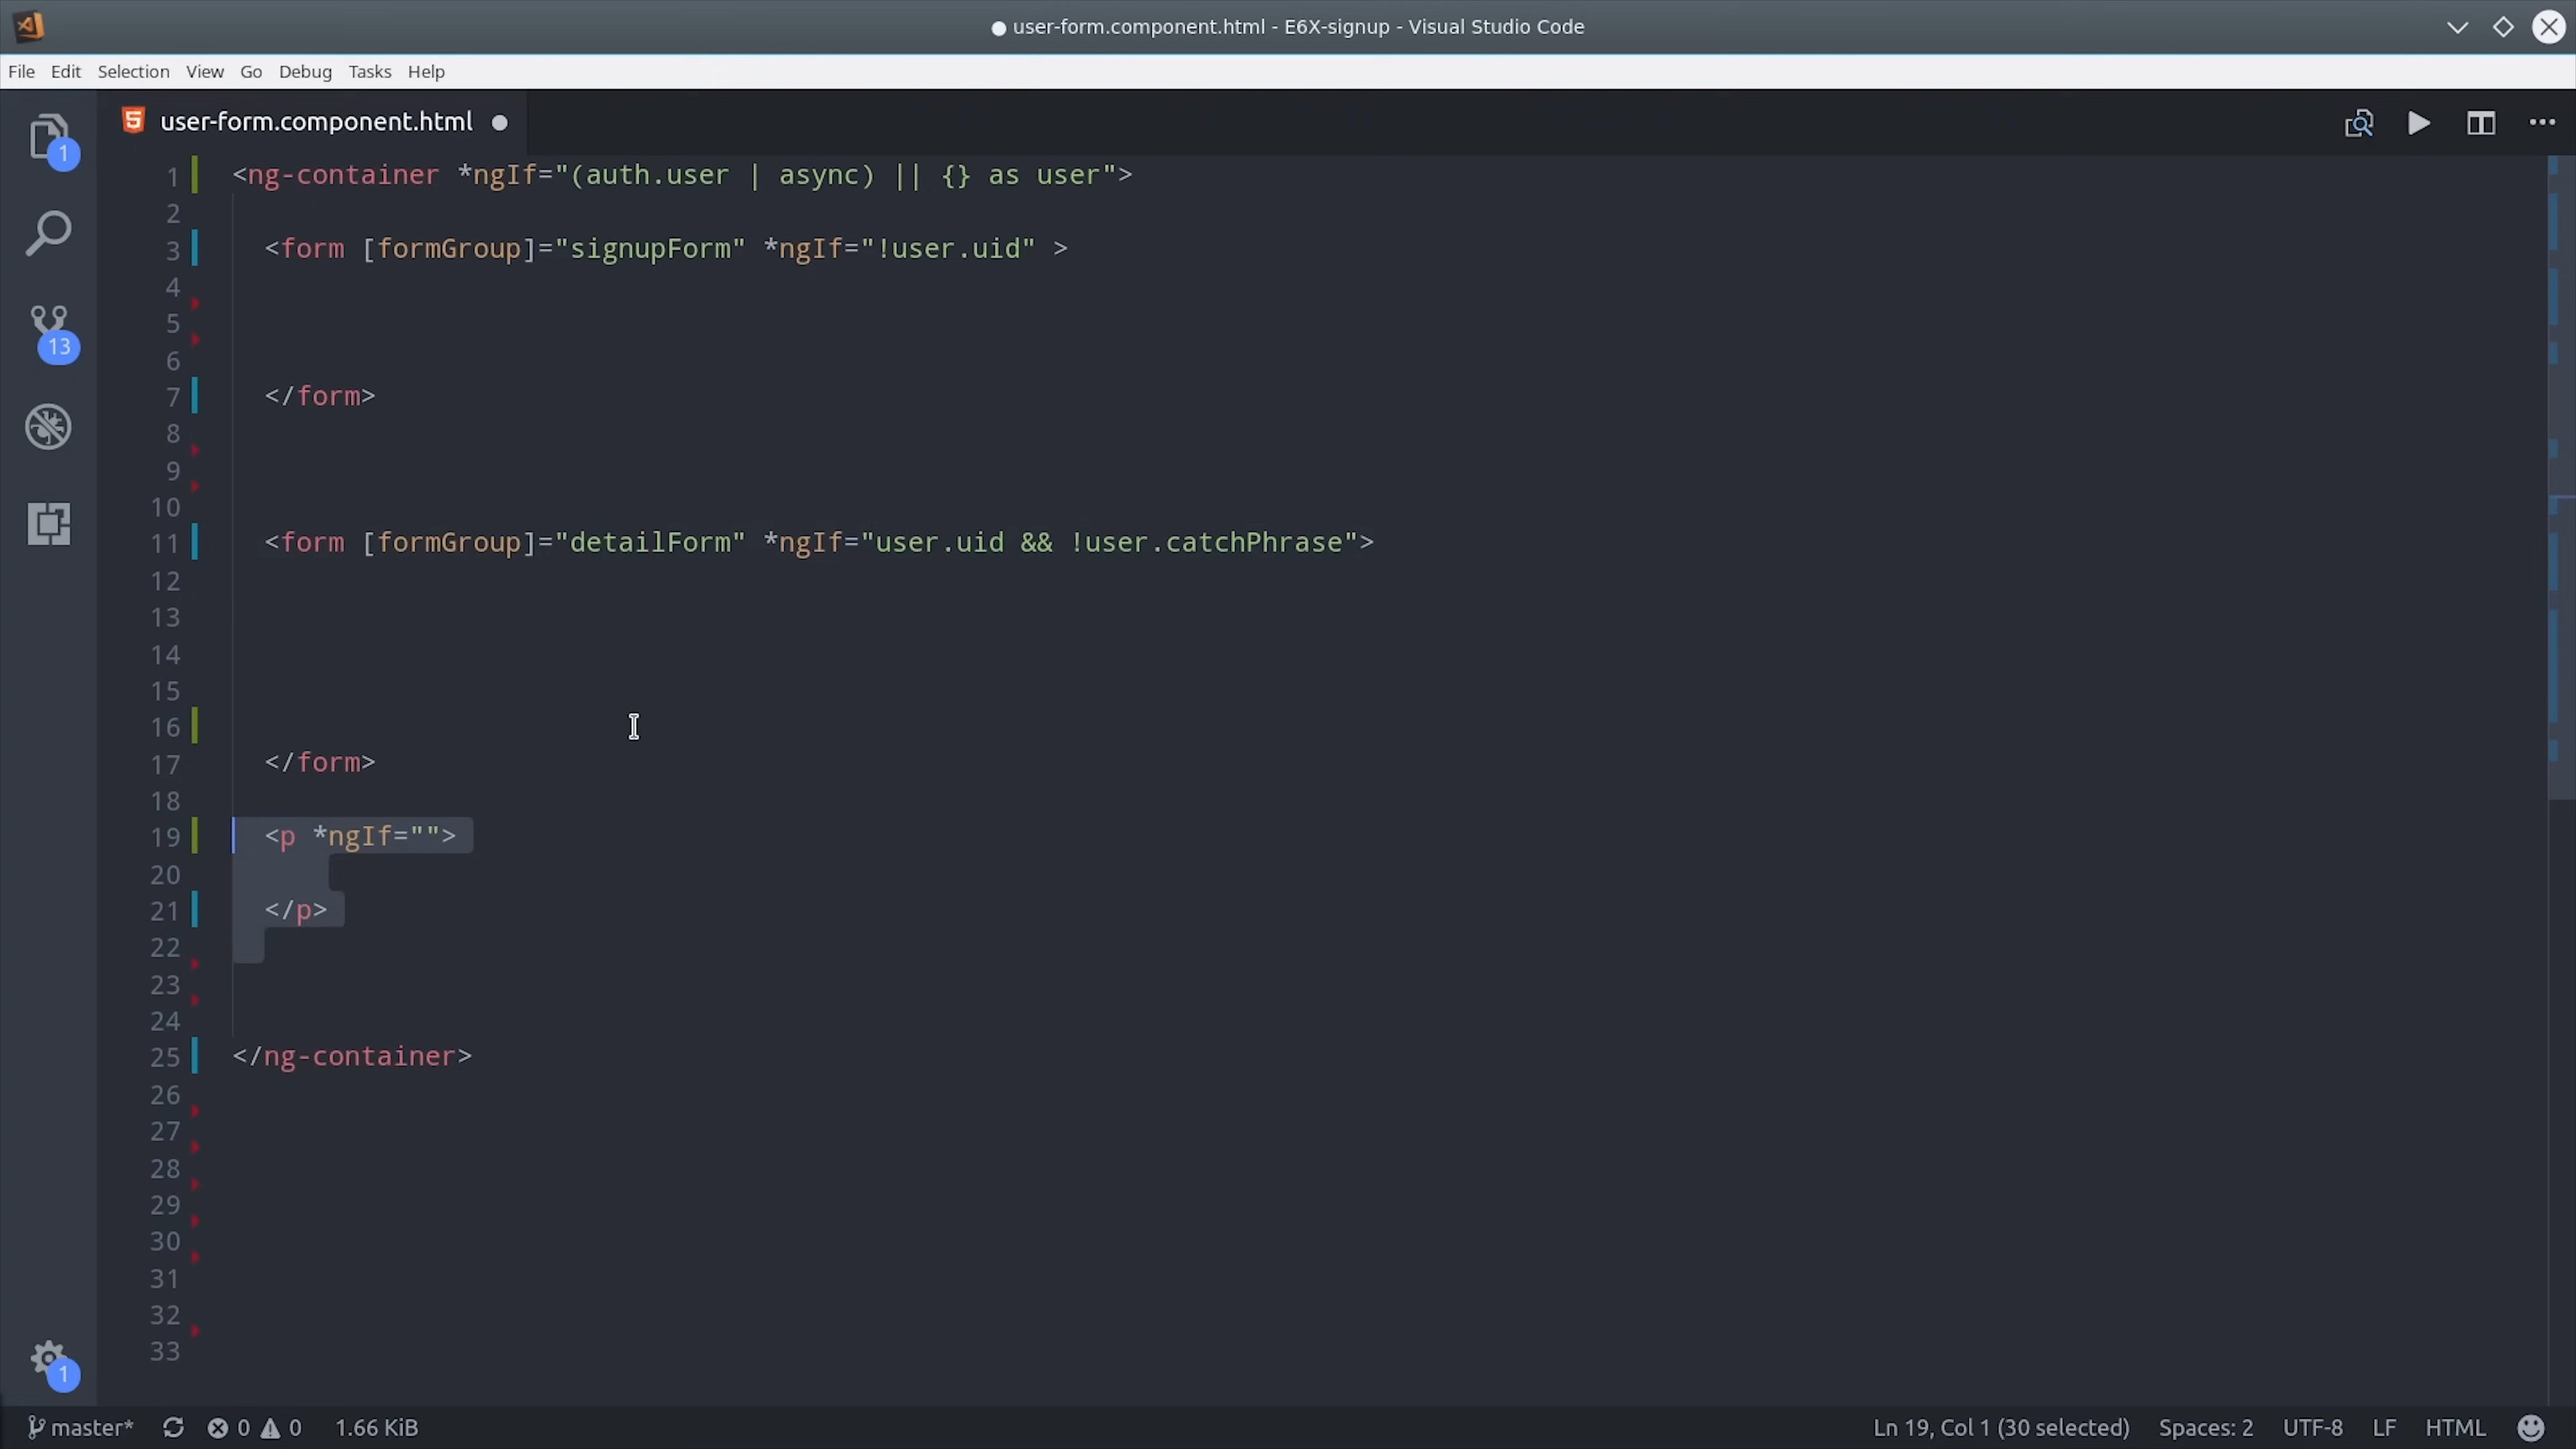 user-form.component.html - E6X-signup - Visual Studio Code
File Edit Selection View Go Debug Tasks Help
user-form.component.html
1
13
1
1 <ng-container *ngIf="(auth.user | async) || {} as user">
2
3 <form [formGroup]="signupForm" *ngIf="!user.uid" >
4
5
6
7 </form>
8
9
10
11 <form [formGroup]="detailForm" *ngIf="user.uid && !user.catchPhrase">
12
13
14
15
16
17 </form>
18
19 <p *ngIf="">
20
21 </p>
22
23
24
25 </ng-container>
26
27
28
29
30
31
32
33
master* 0 0 1.66 KiB Ln 19, Col 1 (30 selected) Spaces: 2 UTF-8 LF HTML